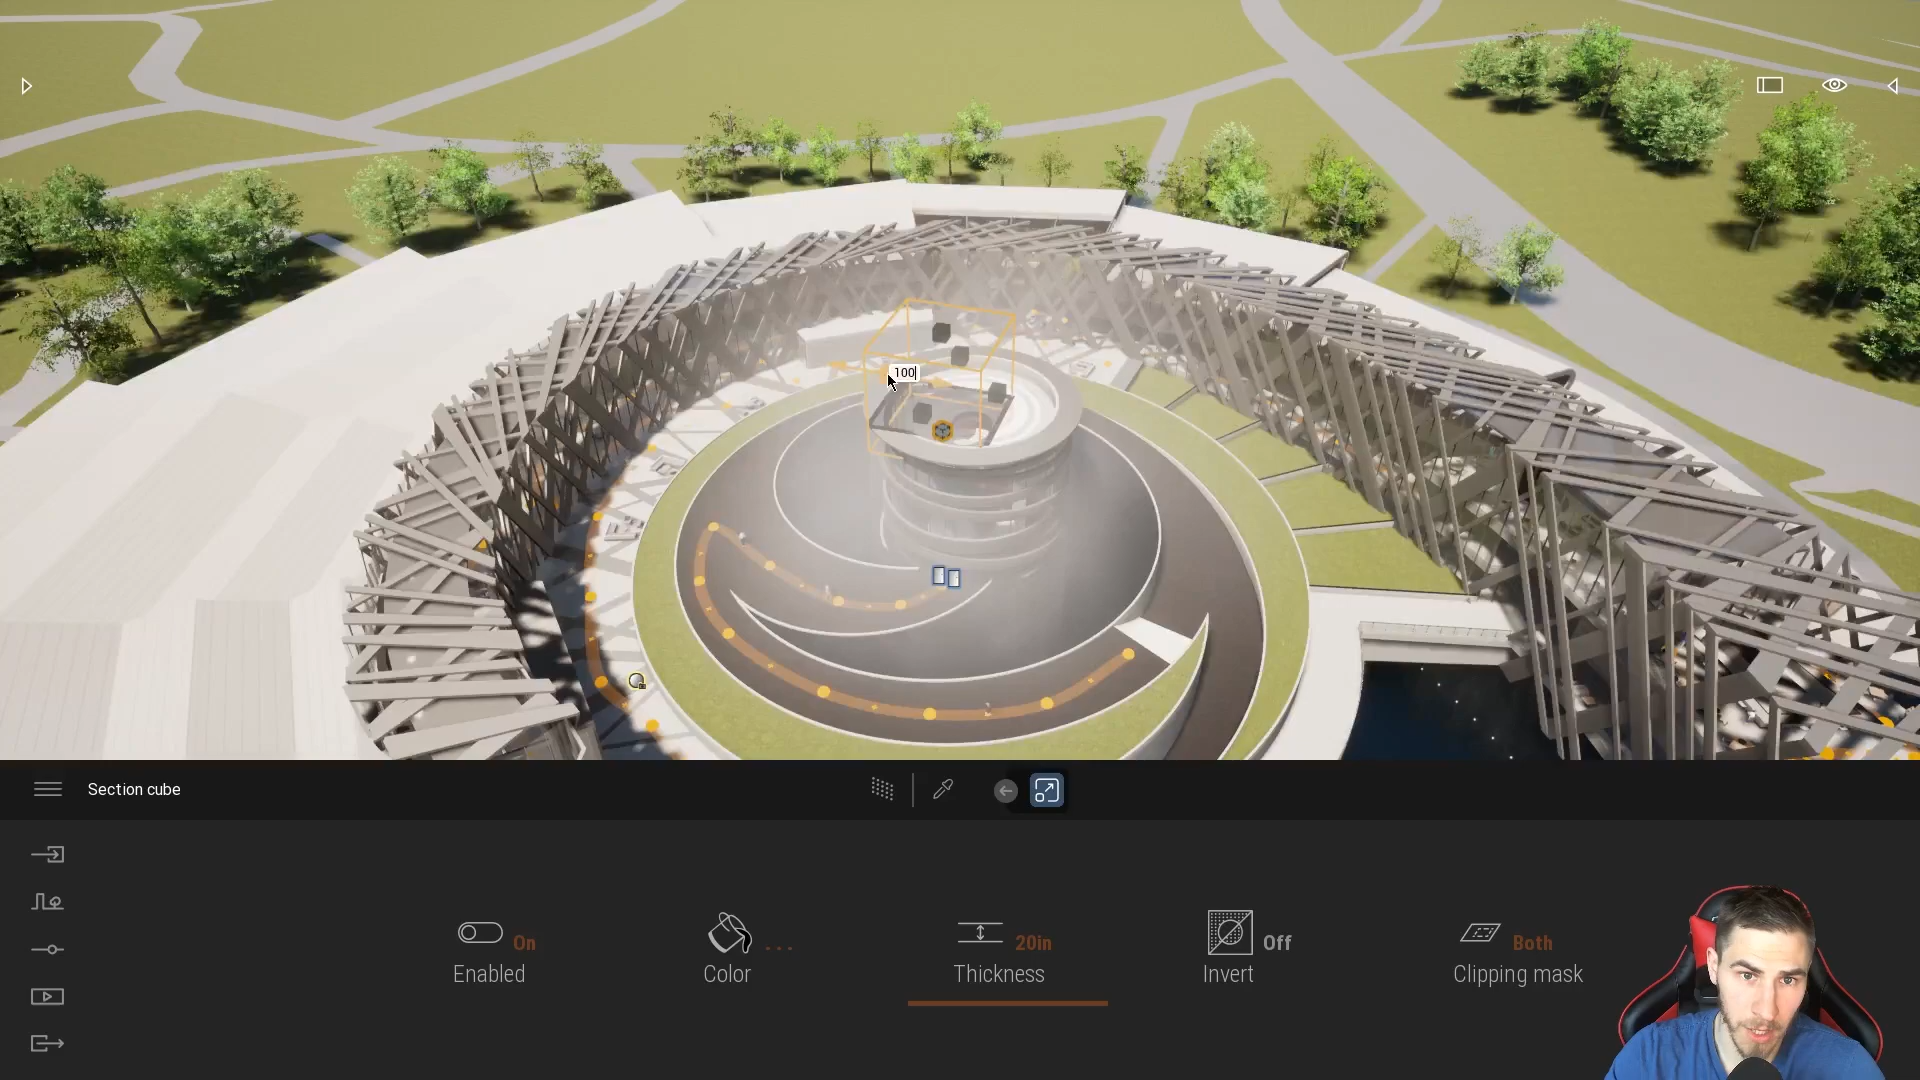 100
Section cube
On
Enabled
...
Color
20in
Thickness
Off
Invert
Both
Clipping mask